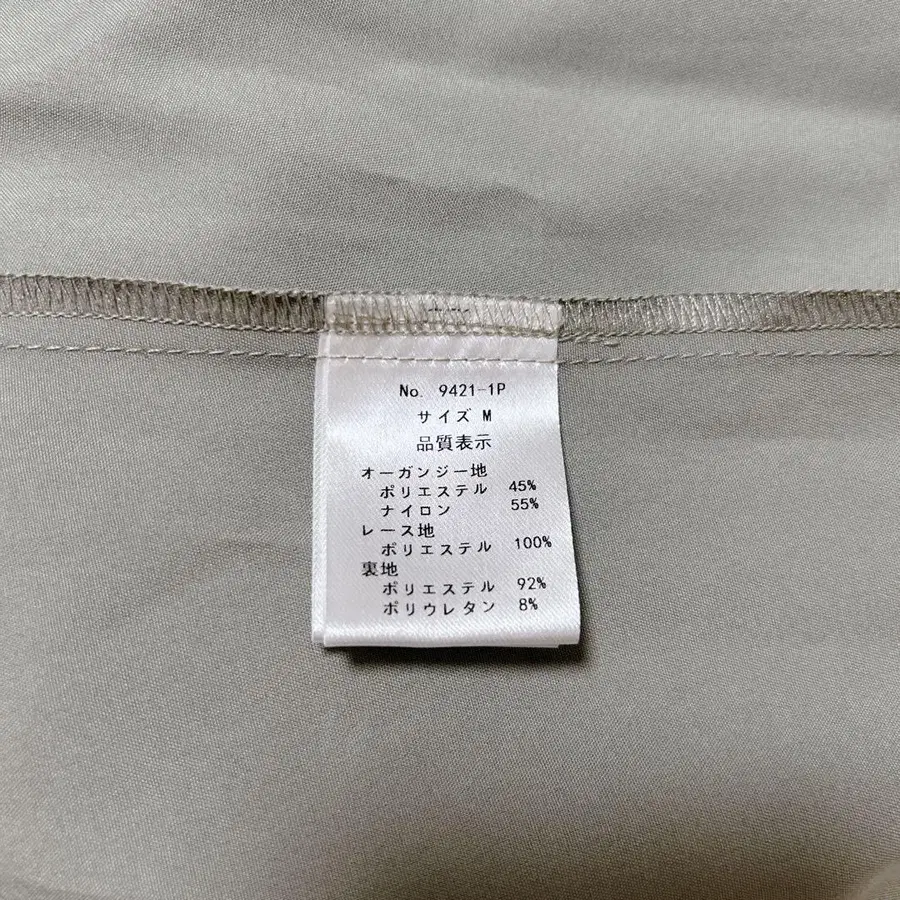 No. 9421-1P
サイズ M
品質表示
オーガンジー地
ポリエステル 45%
ナイロン 55%
レース地
ポリエステル 100%
裏地
ポリエステル 92%
ポリウレタン 8%